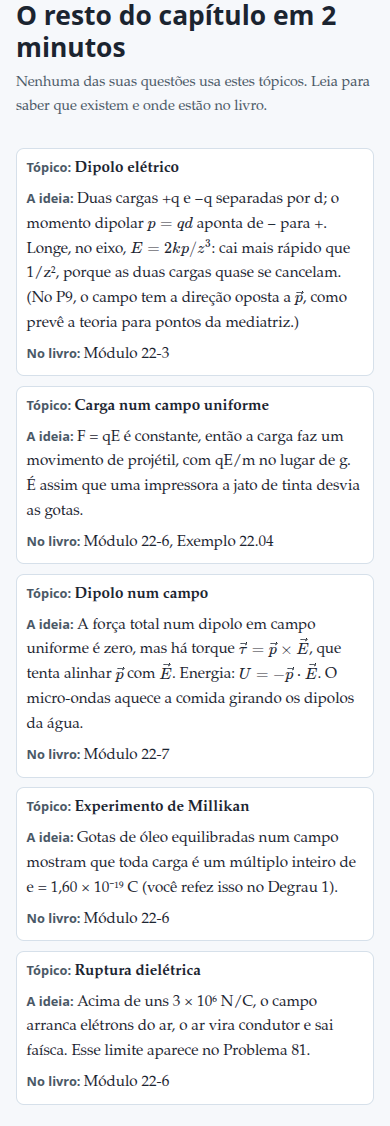 O resto do capítulo em 2
minutos
Nenhuma das suas questões usa estes tópicos. Leia para
saber que existem e onde estão no livro.
Tópico: Dipolo elétrico
A ideia: Duas cargas +q e −q separadas por d; o
momento dipolar p = qd aponta de − para +.
Longe, no eixo, E = 2kp/z³: cai mais rápido que
1/z², porque as duas cargas quase se cancelam.
(No P9, o campo tem a direção oposta a p⃗, como
prevê a teoria para pontos da mediatriz.)
No livro: Módulo 22-3
Tópico: Carga num campo uniforme
A ideia: F = qE é constante, então a carga faz um
movimento de projétil, com qE/m no lugar de g.
É assim que uma impressora a jato de tinta desvia
as gotas.
No livro: Módulo 22-6, Exemplo 22.04
Tópico: Dipolo num campo
A ideia: A força total num dipolo em campo
uniforme é zero, mas há torque τ⃗ = p⃗ × E⃗, que
tenta alinhar p⃗ com E⃗. Energia: U = −p⃗ · E⃗. O
micro-ondas aquece a comida girando os dipolos
da água.
No livro: Módulo 22-7
Tópico: Experimento de Millikan
A ideia: Gotas de óleo equilibradas num campo
mostram que toda carga é um múltiplo inteiro de
e = 1,60 × 10⁻¹⁹ C (você refez isso no Degrau 1).
No livro: Módulo 22-6
Tópico: Ruptura dielétrica
A ideia: Acima de uns 3 × 10⁶ N/C, o campo
arranca elétrons do ar, o ar vira condutor e sai
faísca. Esse limite aparece no Problema 81.
No livro: Módulo 22-6